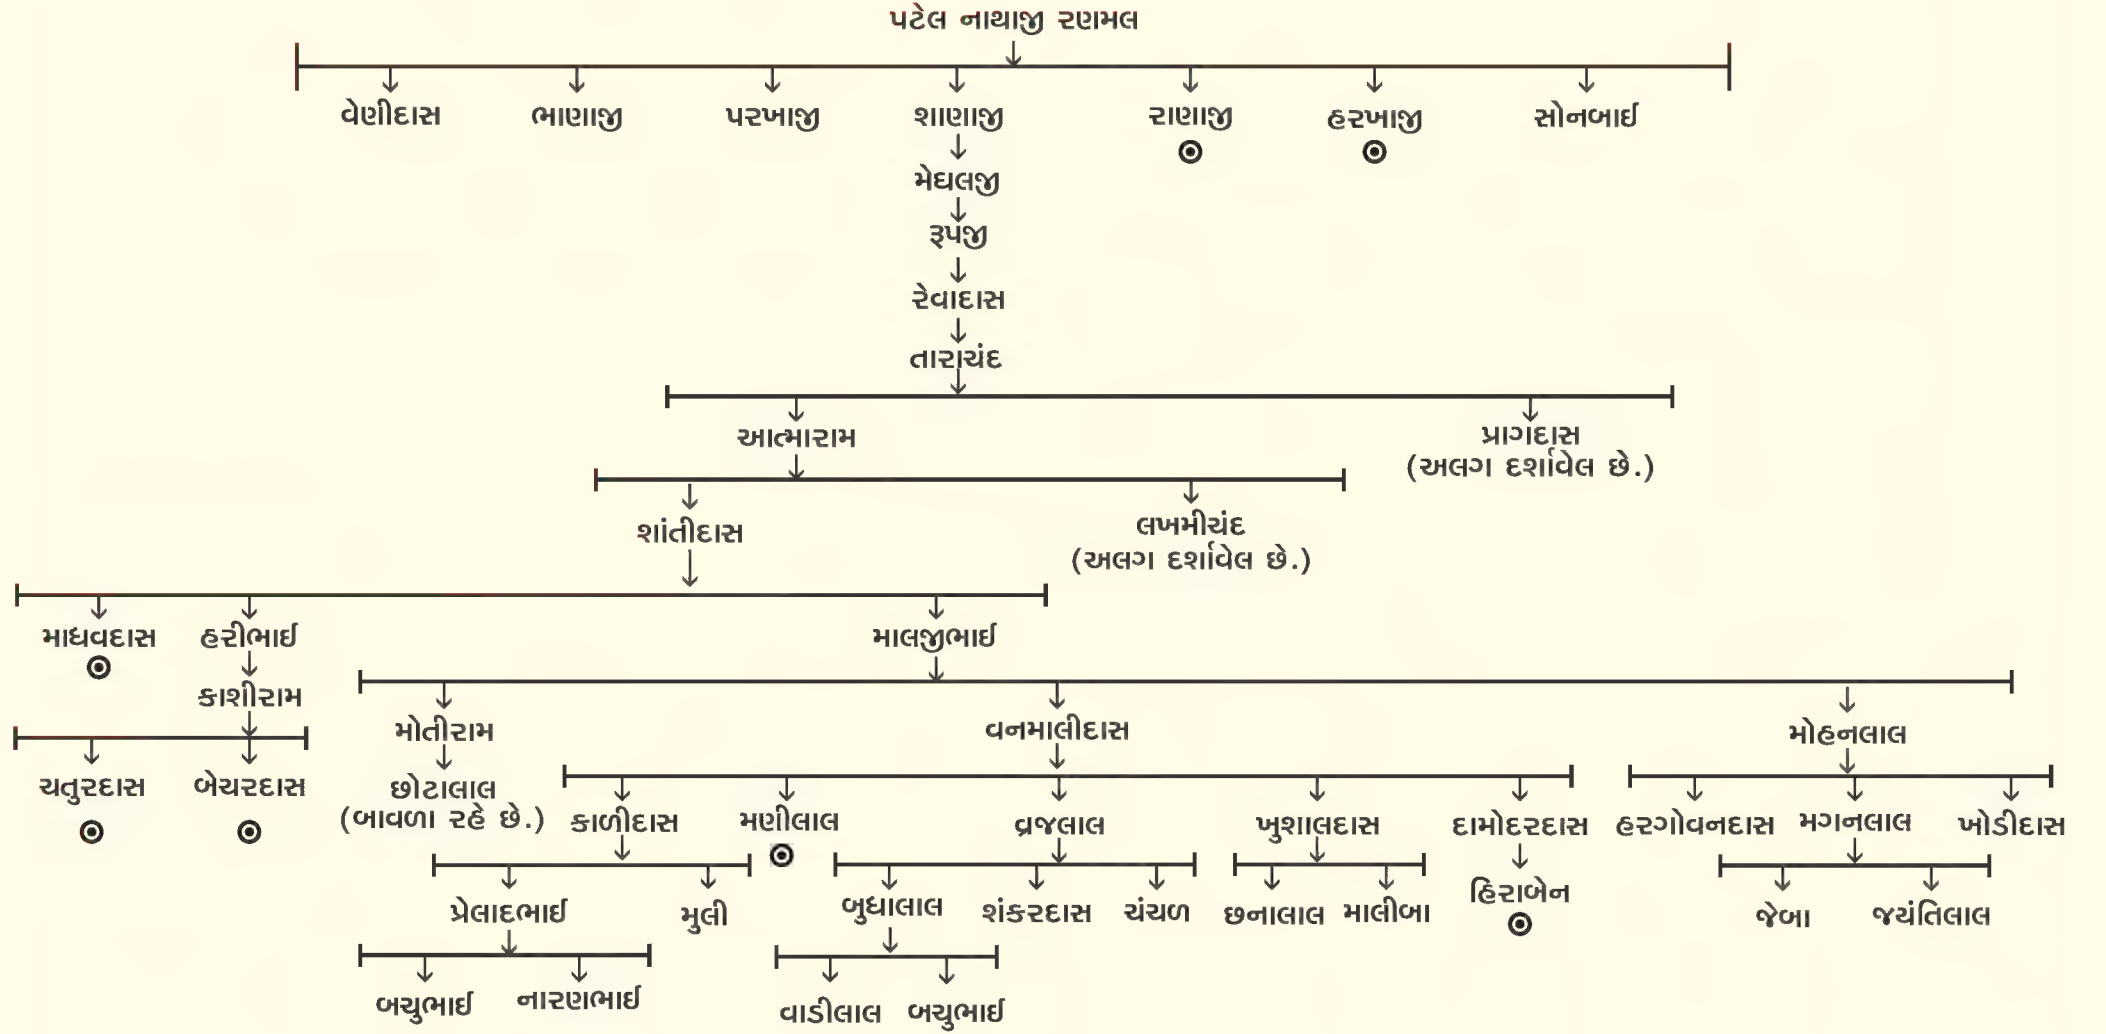 પટેલ નાથાજી રણમલ
વેણીદાસ ભાણાજી પરખાજી શાણાજી રાણાજી હરખાજી સોનબાઈ
મેઘલજી
રૂપજી
રેવાદાસ
તારાચંદ
આત્મારામ પ્રાગદાસ
(અલગ દર્શાવેલ છે.)
શાંતીદાસ લખમીચંદ
(અલગ દર્શાવેલ છે.)
માધવદાસ હરીભાઈ માલજીભાઈ
કાશીરામ
મોતીરામ વનમાલીદાસ મોહનલાલ
ચતુરદાસ બેચરદાસ છોટાલાલ
(બાવળા રહે છે.) કાળીદાસ મણીલાલ વ્રજલાલ ખુશાલદાસ દામોદરદાસ હરગોવનદાસ મગનલાલ ખોડીદાસ
પ્રેલાદભાઈ મુલી બુધાલાલ શંકરદાસ ચંચળ છનાલાલ માલીબા હિરાબેન જેબા જયંતિલાલ
બચુભાઈ નારણભાઈ વાડીલાલ બચુભાઈ